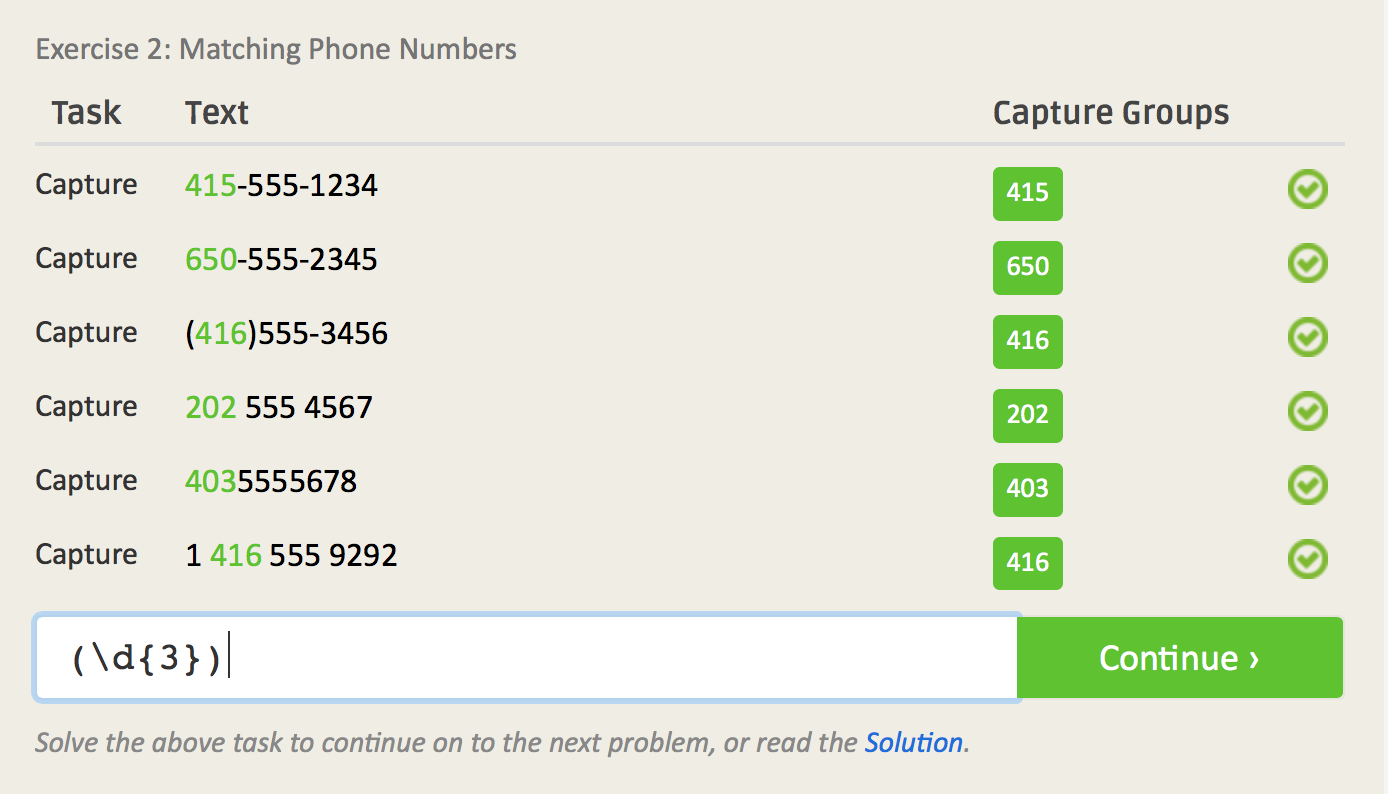 Exercise 2: Matching Phone Numbers
Task Text Capture Groups
Capture 415-555-1234 415
Capture 650-555-2345 650
Capture (416)555-3456 416
Capture 202 555 4567 202
Capture 4035555678 403
Capture 1 416 555 9292 416
(\d{3}) Continue ›
Solve the above task to continue on to the next problem, or read the Solution.